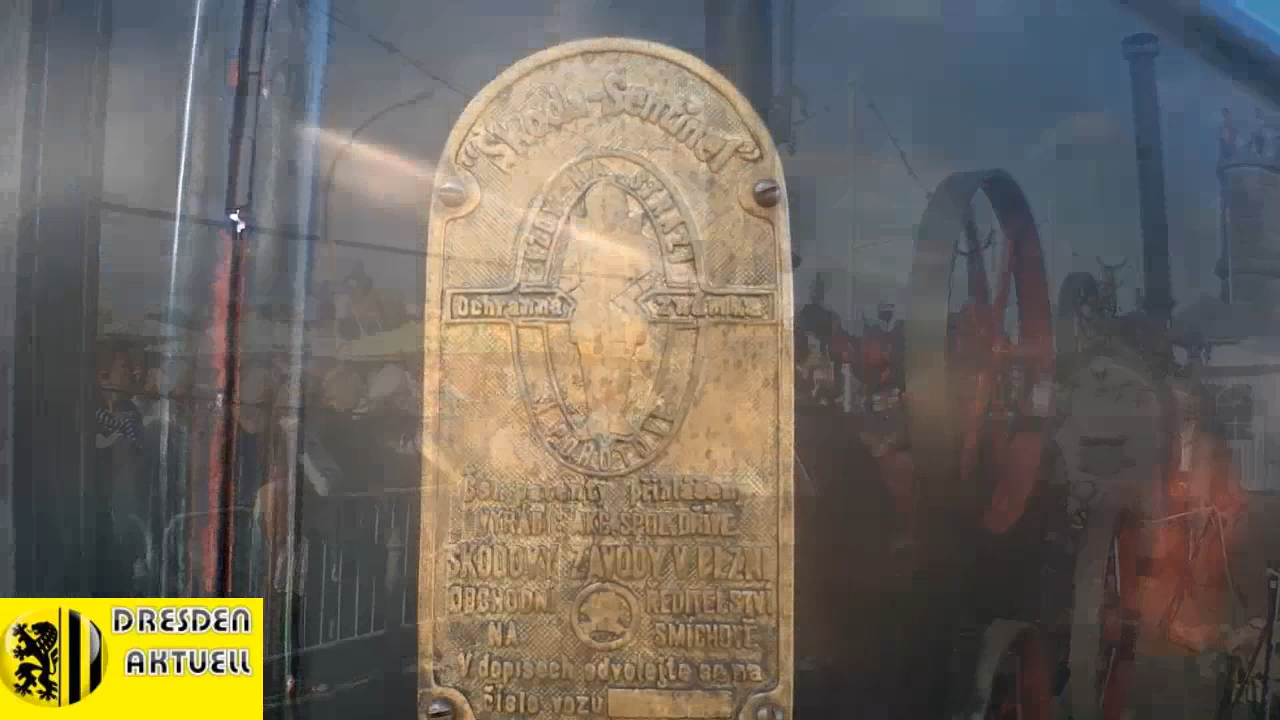 "Škoda-Sentinel"
Ochranná známka
patenty přihlášen
VYRÁBÍ AKC. SPOL. DŘÍVE
ŠKODOVY ZÁVODY V PLZNI
OBCHODNÍ ŘEDITELSTVÍ
NA SMÍCHOVĚ
V dopisech odvolejte se na
číslo vozu
DRESDEN
AKTUELL